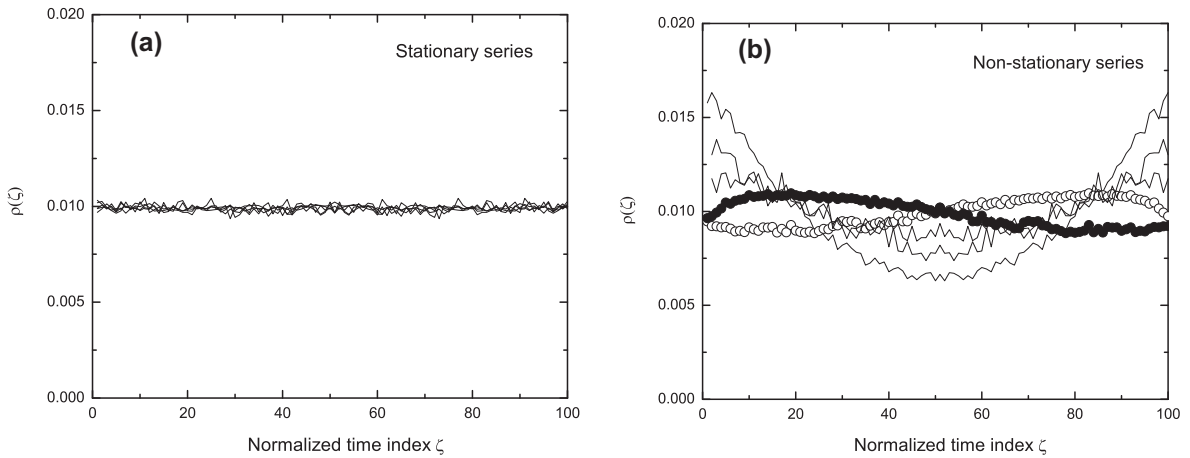 (a)
Stationary series
0.020
0.015
0.010
0.005
0.000
ρ(ζ)
0 20 40 60 80 100
Normalized time index ζ
(b)
Non-stationary series
0.020
0.015
0.010
0.005
0.000
ρ(ζ)
0 20 40 60 80 100
Normalized time index ζ